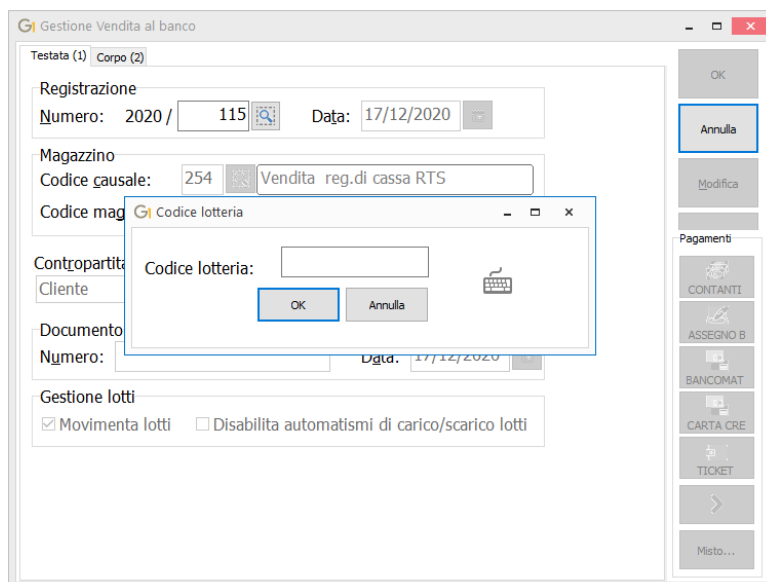 Gestione Vendita al banco
Testata (1) Corpo (2)
OK
Registrazione
Numero: 2020 / 115 Data: 17/12/2020
Annulla
Magazzino
Codice causale: 254 Vendita reg.di cassa RTS
Modifica
Codice mag
Codice lotteria
Pagamenti
Contropartita
Codice lotteria:
Cliente
CONTANTI
OK Annulla
Documento
ASSEGNO B
Numero: Data: 17/12/2020
BANCOMAT
Gestione lotti
Movimenta lotti Disabilita automatismi di carico/scarico lotti
CARTA CRE
TICKET
Misto...